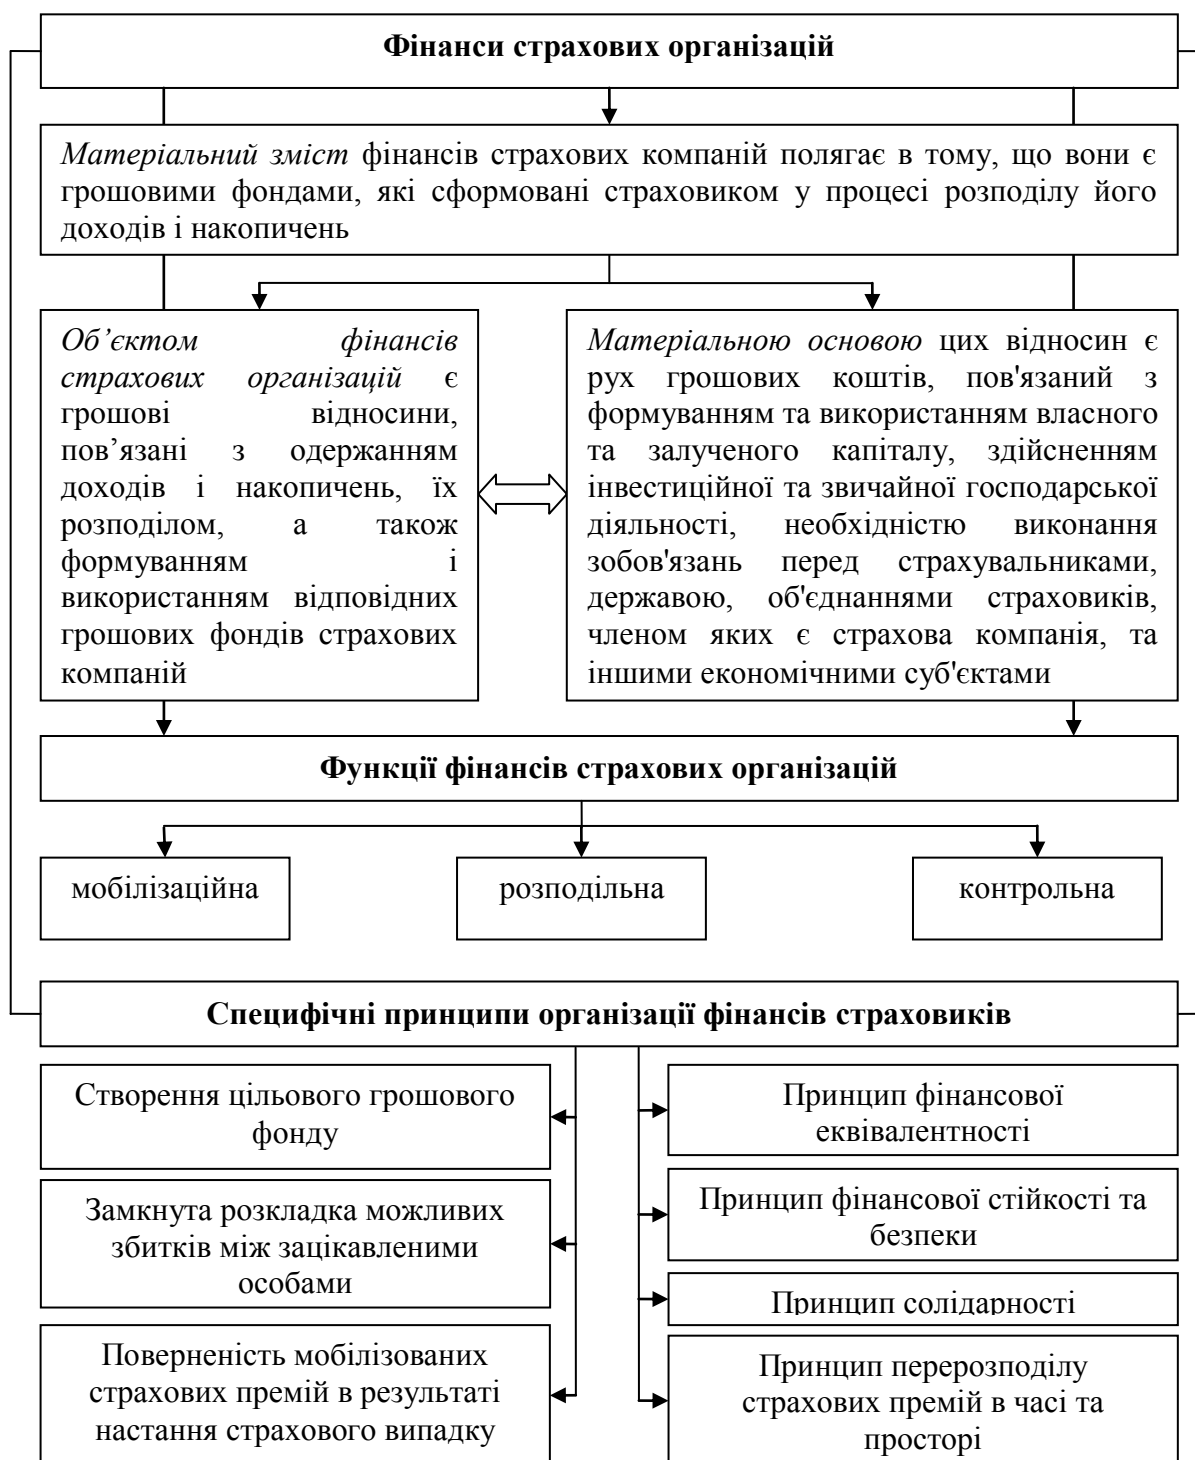 Фінанси страхових організацій
Матеріальний зміст фінансів страхових компаній полягає в тому, що вони є
грошовими фондами, які сформовані страховиком у процесі розподілу його
доходів і накопичень
Об’єктом фінансів
страхових організацій є
грошові відносини,
пов’язані з одержанням
доходів і накопичень, їх
розподілом, а також
формуванням і
використанням відповідних
грошових фондів страхових
компаній
Матеріальною основою цих відносин є
рух грошових коштів, пов'язаний з
формуванням та використанням власного
та залученого капіталу, здійсненням
інвестиційної та звичайної господарської
діяльності, необхідністю виконання
зобов'язань перед страхувальниками,
державою, об'єднаннями страховиків,
членом яких є страхова компанія, та
іншими економічними суб'єктами
Функції фінансів страхових організацій
мобілізаційна
розподільна
контрольна
Специфічні принципи організації фінансів страховиків
Створення цільового грошового
фонду
Замкнута розкладка можливих
збитків між зацікавленими
особами
Поверненість мобілізованих
страхових премій в результаті
настання страхового випадку
Принцип фінансової
еквівалентності
Принцип фінансової стійкості та
безпеки
Принцип солідарності
Принцип перерозподілу
страхових премій в часі та
просторі